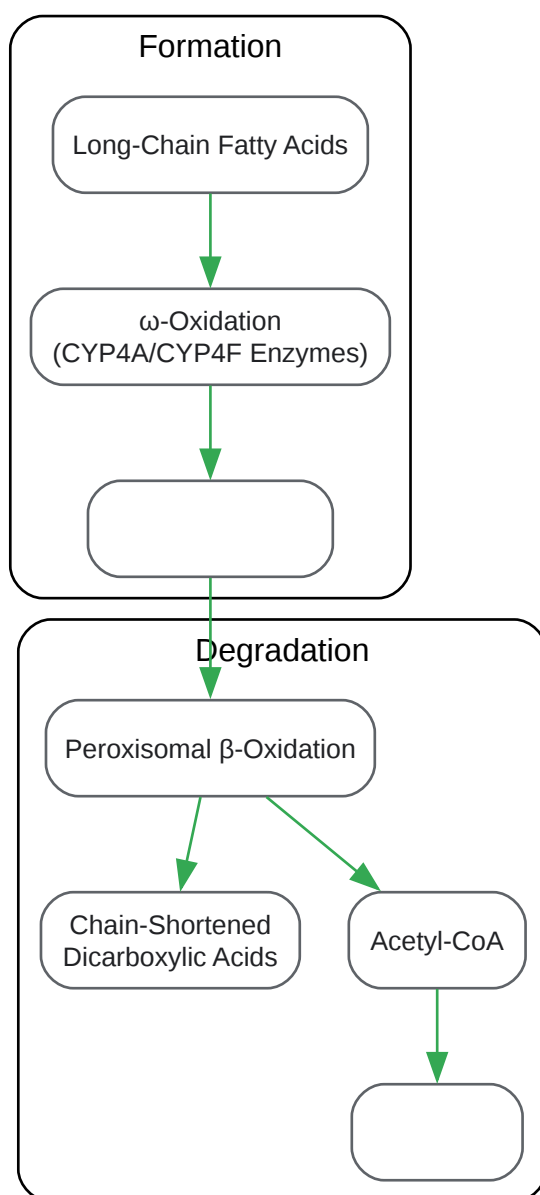 Formation
Long-Chain Fatty Acids
ω-Oxidation
(CYP4A/CYP4F Enzymes)
Degradation
Peroxisomal β-Oxidation
Chain-Shortened
Dicarboxylic Acids
Acetyl-CoA